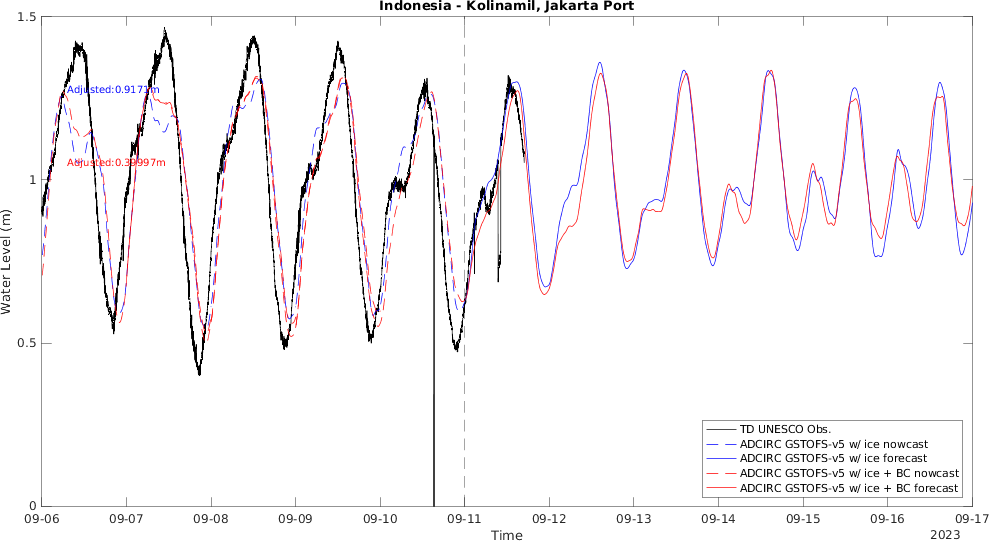 Indonesia - Kolinamil, Jakarta Port
1.5
1
0.5
0
Water Level (m)
Adjusted:0.9171m
Adjusted:0.39997m
TD UNESCO Obs.
ADCIRC GSTOFS-v5 w/ ice nowcast
ADCIRC GSTOFS-v5 w/ ice forecast
ADCIRC GSTOFS-v5 w/ ice + BC nowcast
ADCIRC GSTOFS-v5 w/ ice + BC forecast
09-06 09-07 09-08 09-09 09-10 09-11 09-12 09-13 09-14 09-15 09-16 09-17
Time
2023